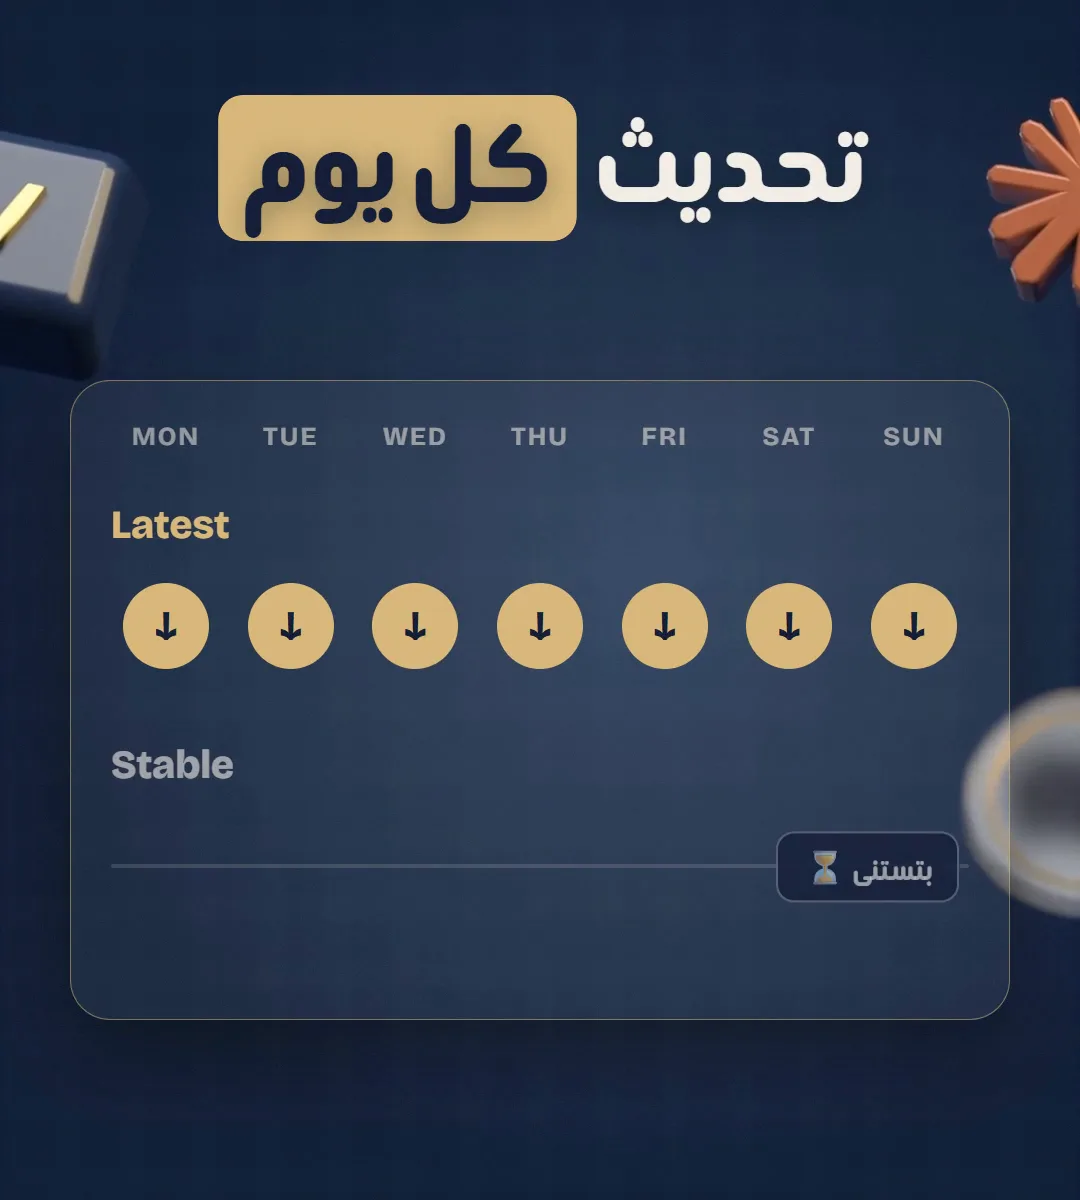 تحديث كل يوم
MON TUE WED THU FRI SAT SUN
Latest
↓ ↓ ↓ ↓ ↓ ↓ ↓
Stable
بتستنى ⏳